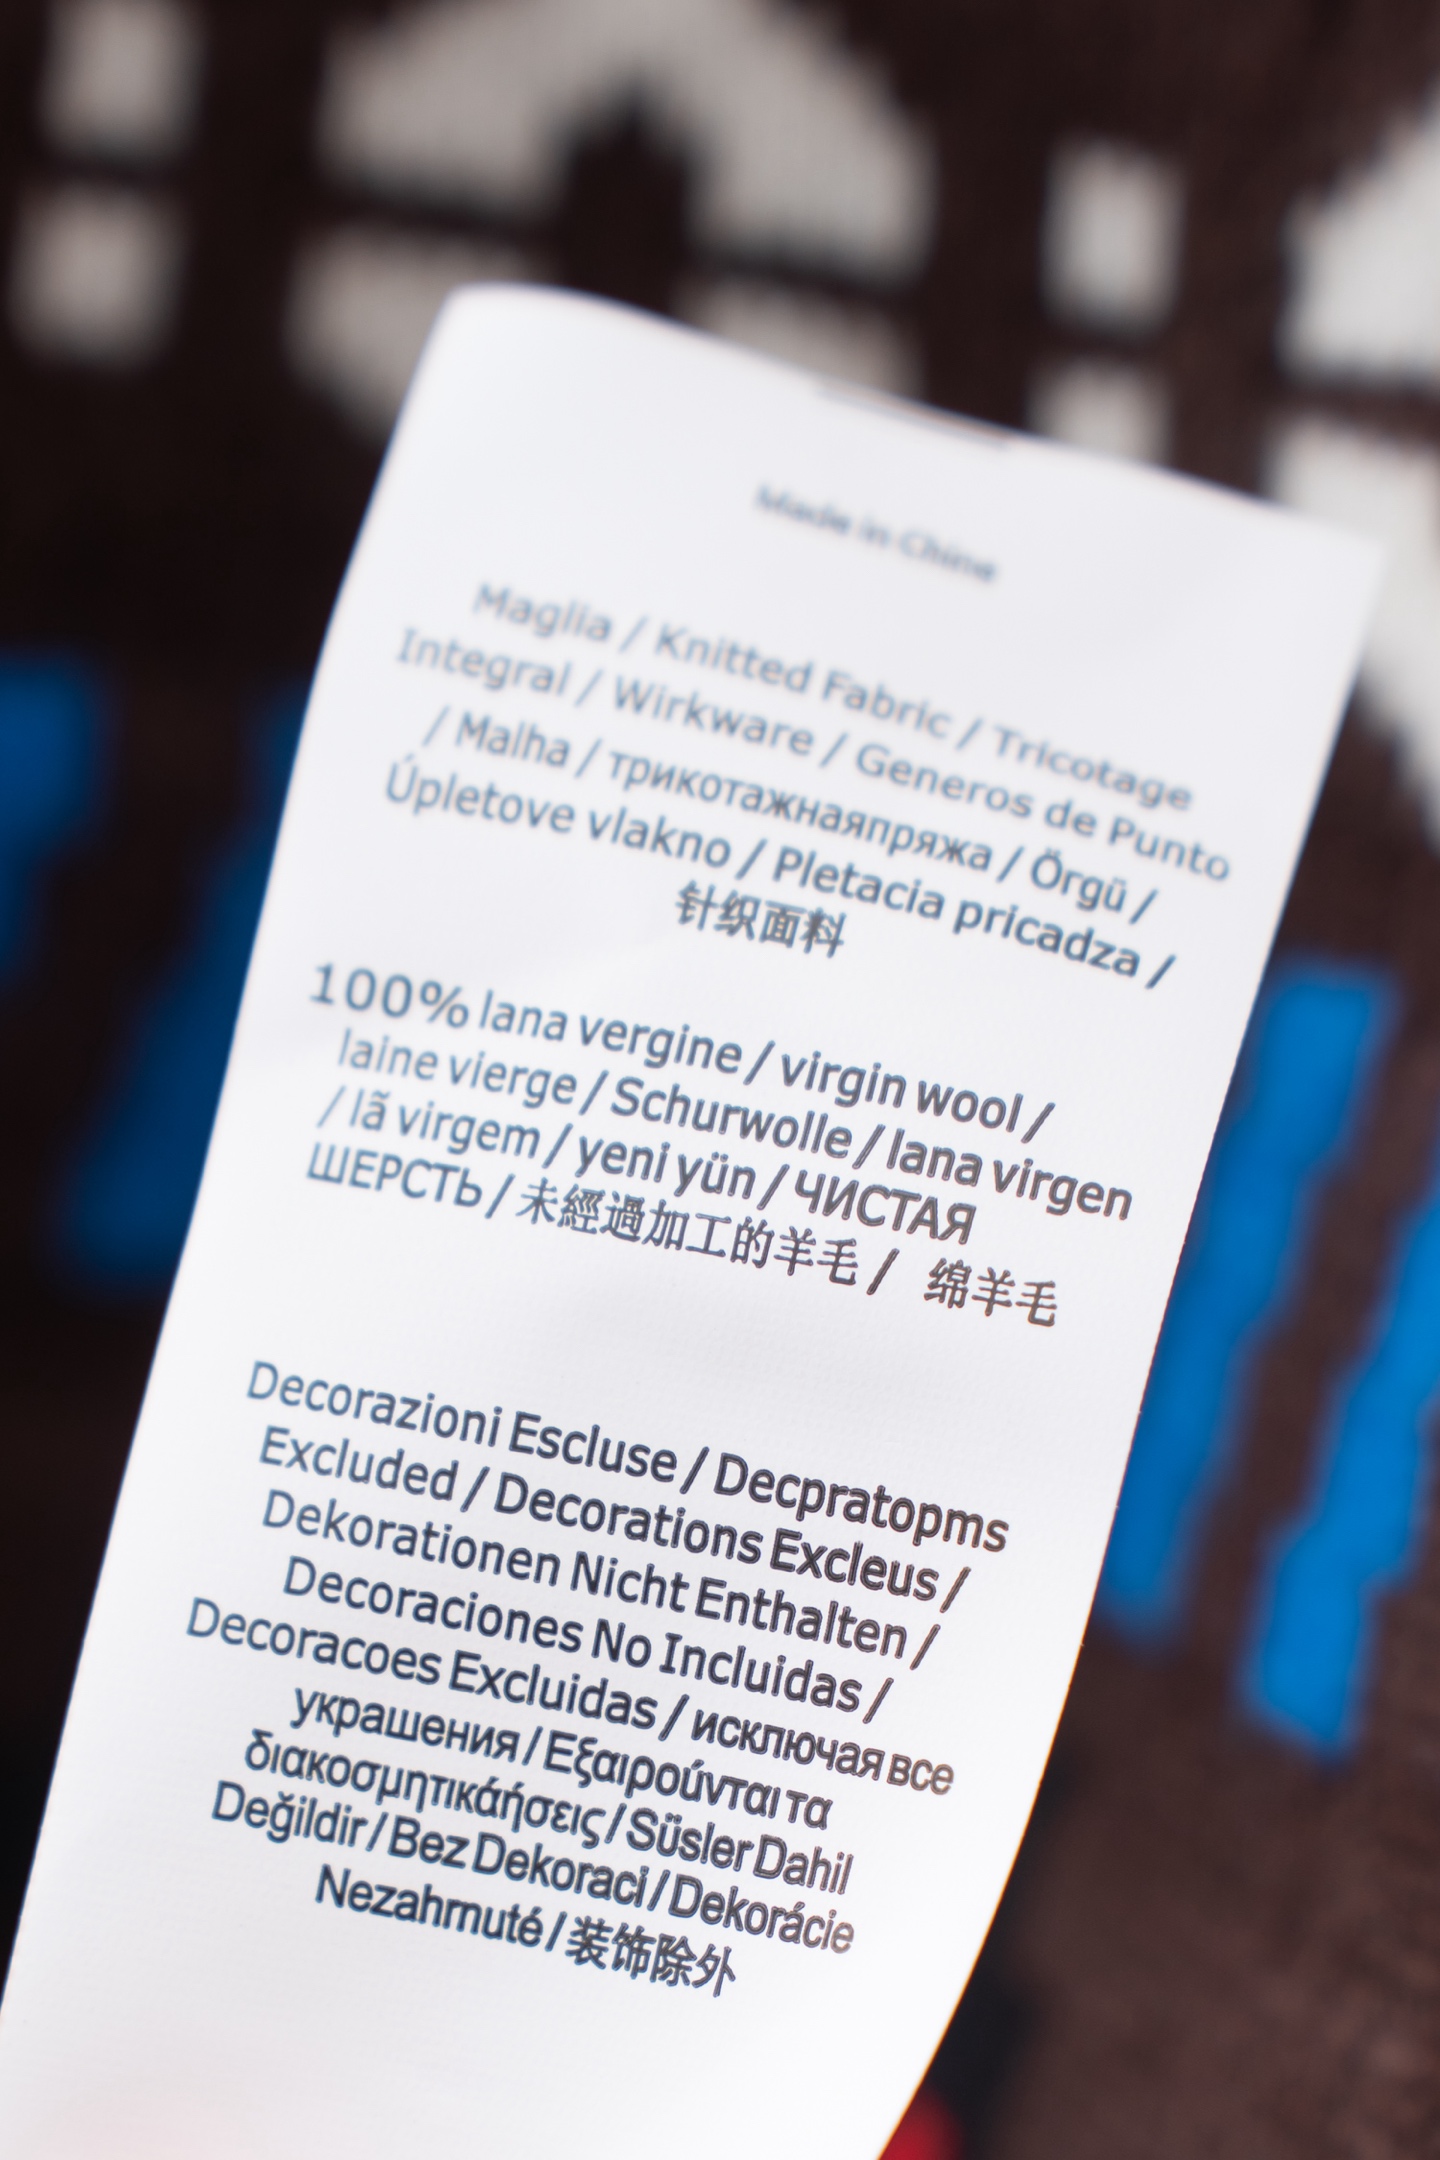 Made in China
Maglia / Knitted Fabric / Tricotage
Integral / Wirkware / Generos de Punto
/ Malha / трикотажнаяпряжа / Örgü /
Úpletove vlakno / Pletacia pricadza /
针织面料
100% lana vergine / virgin wool /
laine vierge / Schurwolle / lana virgen
/ lã virgem / yeni yün / ЧИСТАЯ
ШЕРСТЬ / 未經過加工的羊毛 / 绵羊毛
Decorazioni Escluse / Decpratopms
Excluded / Decorations Excleus /
Dekorationen Nicht Enthalten /
Decoraciones No Incluidas /
Decoracoes Excluidas / исключая все
украшения / Εξαιρούνται τα
διακοσμητικάήσεις / Süsler Dahil
Değildir / Bez Dekoraci / Dekorácie
Nezahrnuté / 装饰除外